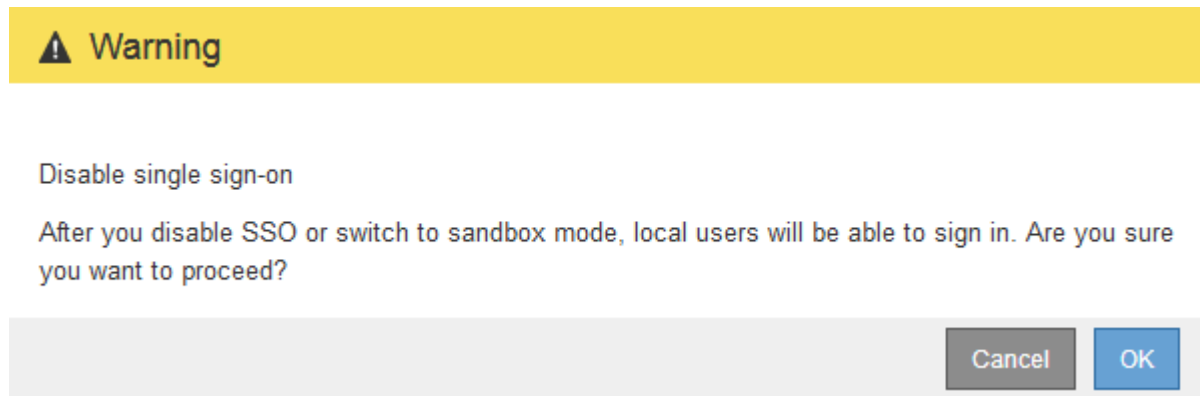 Warning
Disable single sign-on
After you disable SSO or switch to sandbox mode, local users will be able to sign in. Are you sure
you want to proceed?
Cancel OK